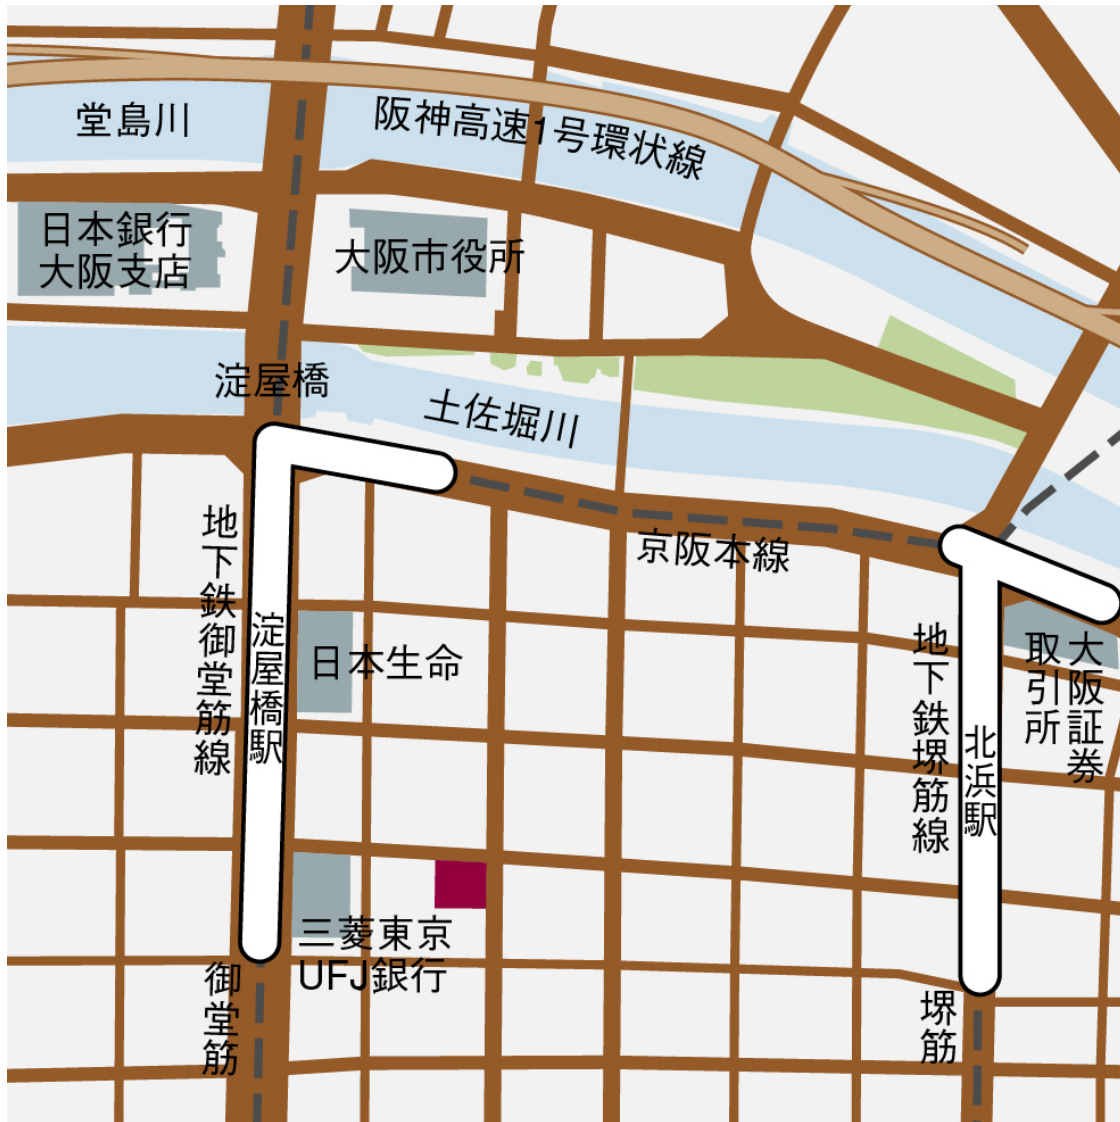 堂島川
阪神高速1号環状線
日本銀行
大阪支店
大阪市役所
淀屋橋
土佐堀川
京阪本線
地下鉄御堂筋線
淀屋橋駅
日本生命
地下鉄堺筋線
北浜駅
大阪証券
取引所
三菱東京
UFJ銀行
御堂筋
堺筋